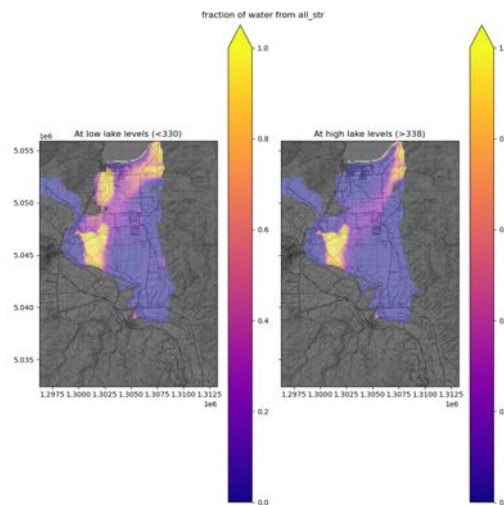 fraction of water from all_str
At low lake levels (<330)
At high lake levels (>338)
1e6
5.055
5.050
5.045
5.040
5.035
1.2975 1.3000 1.3025 1.3050 1.3075 1.3100 1.3125
1e6
1.2975 1.3000 1.3025 1.3050 1.3075 1.3100 1.3125
1e6
1.0
0.8
0.6
0.4
0.2
0.0